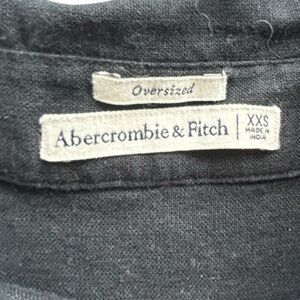 Oversized
Abercrombie & Fitch | XXS
MADE IN
INDIA